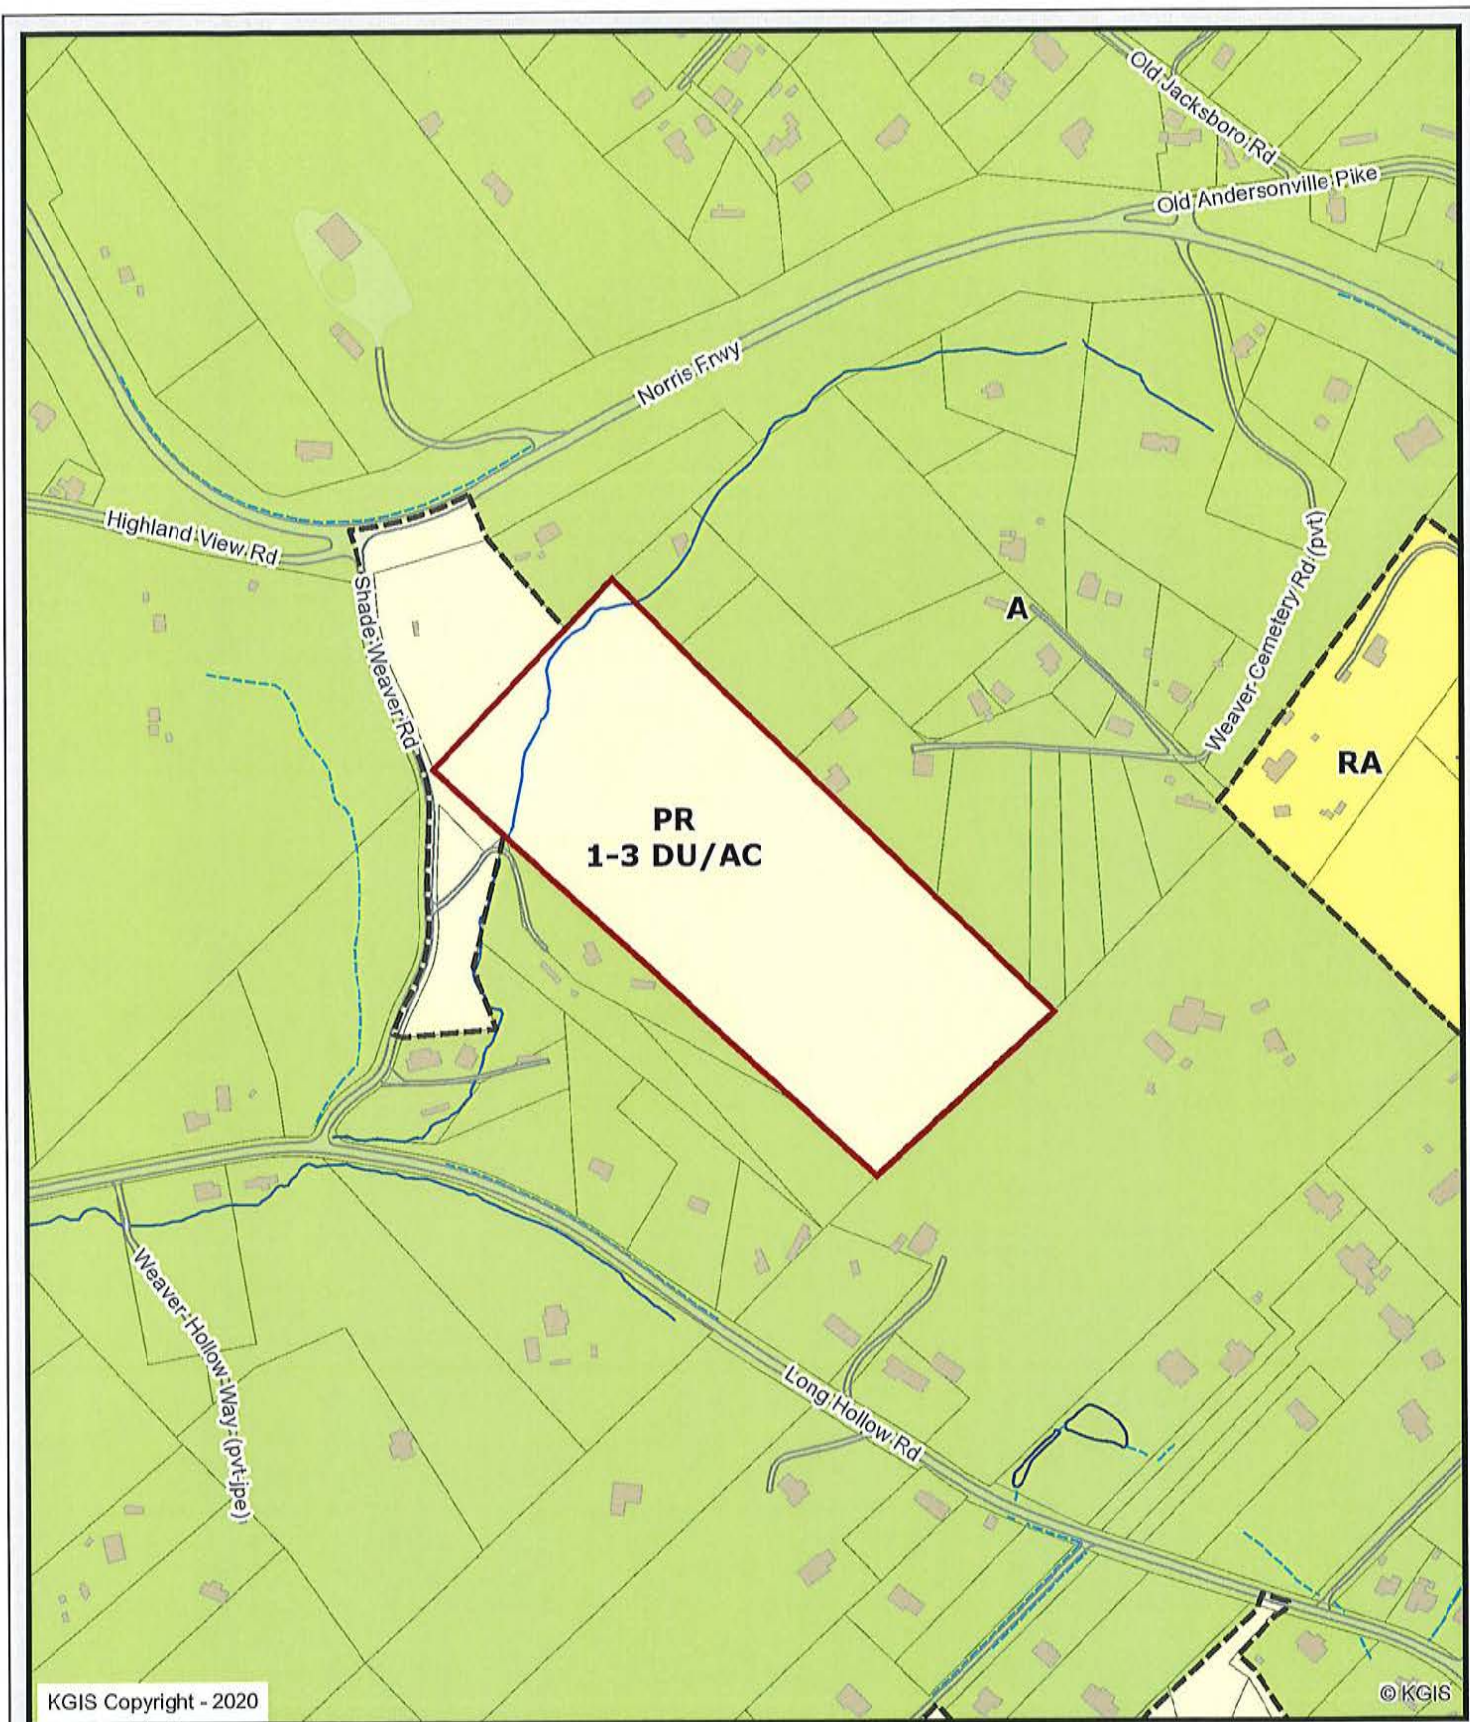 Old Jacksboro Rd
Old Andersonville Pike
Norris Frwy
Highland View Rd
Shade Weaver Rd
Weaver Cemetery Rd (pvt)
A
RA
PR
1-3 DU/AC
Weaver Hollow Way (pvt-jpe)
Long Hollow Rd
KGIS Copyright - 2020
© KGIS